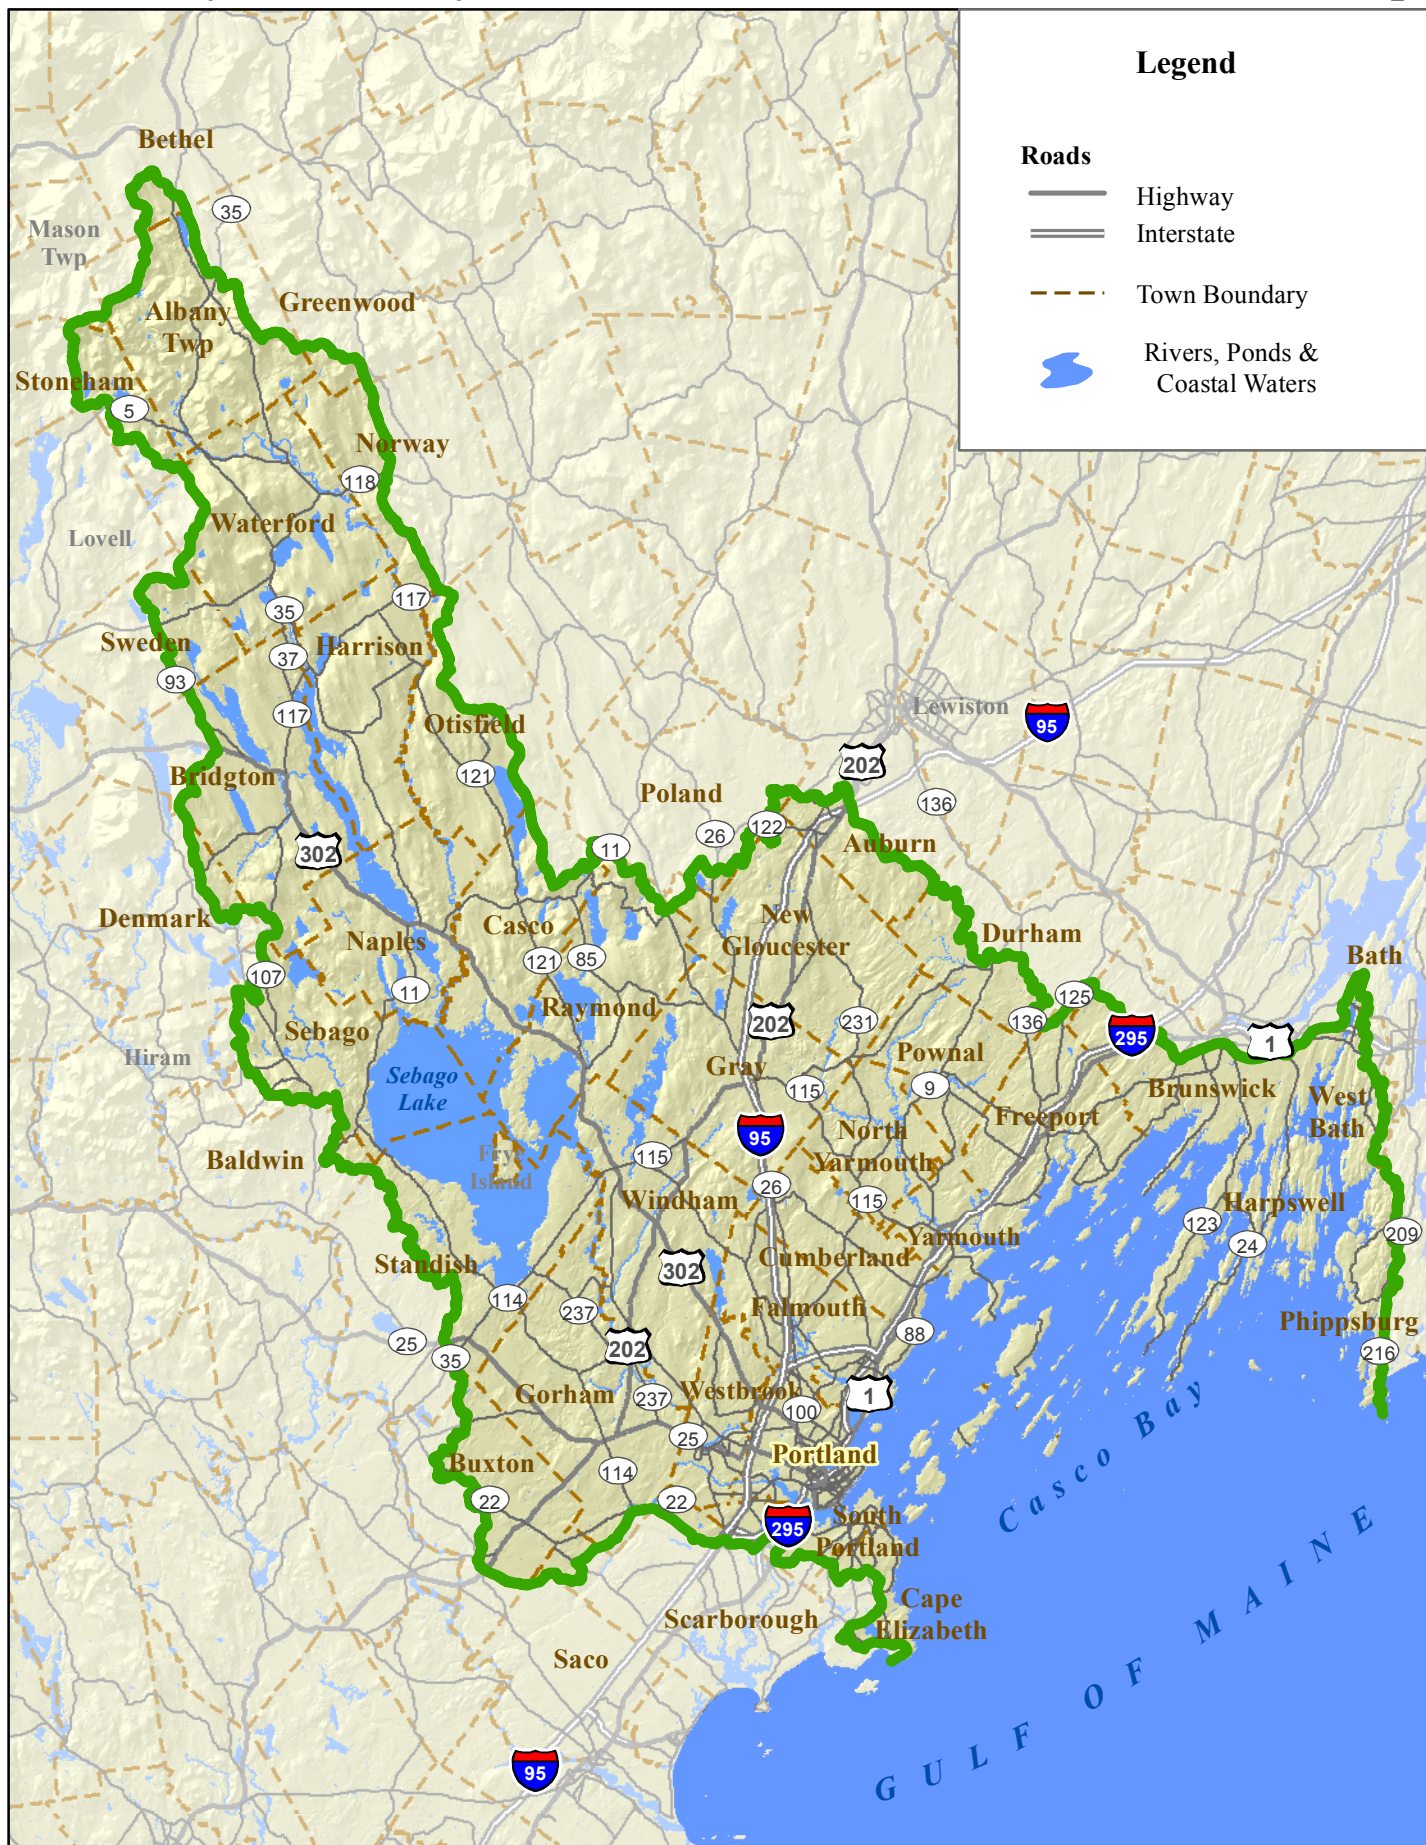 Legend
Roads
Highway
Interstate
Town Boundary
Rivers, Ponds &
Coastal Waters
Bethel
35
Mason
Twp
Greenwood
Albany
Twp
Stoneham
5
Norway
118
Waterford
Lovell
117
35
Sweden
Harrison
37
93
117
Otisfield
Lewiston
95
202
Bridgton
121
Poland
136
26
122
302
11
Auburn
Denmark
Casco
New
Gloucester
Durham
Naples
121
85
Bath
107
11
Raymond
125
202
231
136
295
1
Sebago
Hiram
Gray
Pownal
Sebago
Lake
115
9
Brunswick
West
Bath
Freeport
95
North
Yarmouth
Baldwin
Frye
Island
115
26
Windham
115
Harpswell
123
24
209
Yarmouth
Cumberland
Standish
302
114
237
Falmouth
Phippsburg
25
35
202
88
216
Gorham
237
Westbrook
1
100
25
Casco Bay
Buxton
114
Portland
22
22
295
South
Portland
GULF OF MAINE
Scarborough
Cape
Elizabeth
Saco
95